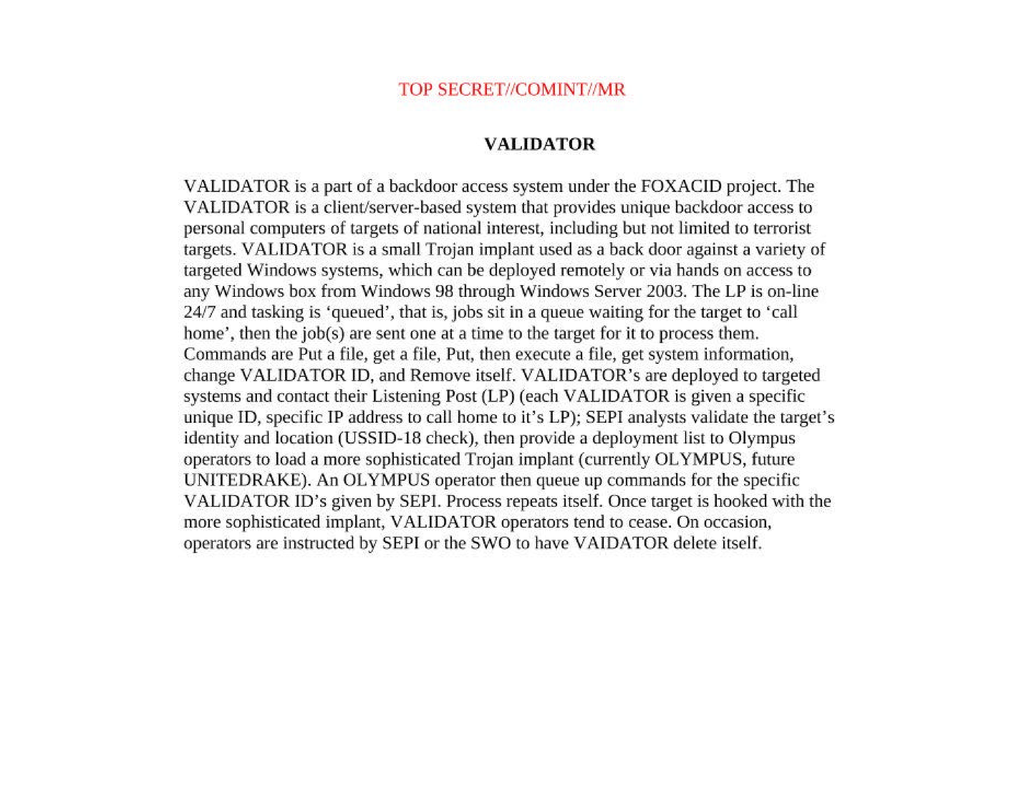 TOP SECRET//COMINT//MR
VALIDATOR
VALIDATOR is a part of a backdoor access system under the FOXACID project. The
VALIDATOR is a client/server-based system that provides unique backdoor access to
personal computers of targets of national interest, including but not limited to terrorist
targets. VALIDATOR is a small Trojan implant used as a back door against a variety of
targeted Windows systems, which can be deployed remotely or via hands on access to
any Windows box from Windows 98 through Windows Server 2003. The LP is on-line
24/7 and tasking is ‘queued’, that is, jobs sit in a queue waiting for the target to ‘call
home’, then the job(s) are sent one at a time to the target for it to process them.
Commands are Put a file, get a file, Put, then execute a file, get system information,
change VALIDATOR ID, and Remove itself. VALIDATOR’s are deployed to targeted
systems and contact their Listening Post (LP) (each VALIDATOR is given a specific
unique ID, specific IP address to call home to it’s LP); SEPI analysts validate the target’s
identity and location (USSID-18 check), then provide a deployment list to Olympus
operators to load a more sophisticated Trojan implant (currently OLYMPUS, future
UNITEDRAKE). An OLYMPUS operator then queue up commands for the specific
VALIDATOR ID’s given by SEPI. Process repeats itself. Once target is hooked with the
more sophisticated implant, VALIDATOR operators tend to cease. On occasion,
operators are instructed by SEPI or the SWO to have VAIDATOR delete itself.